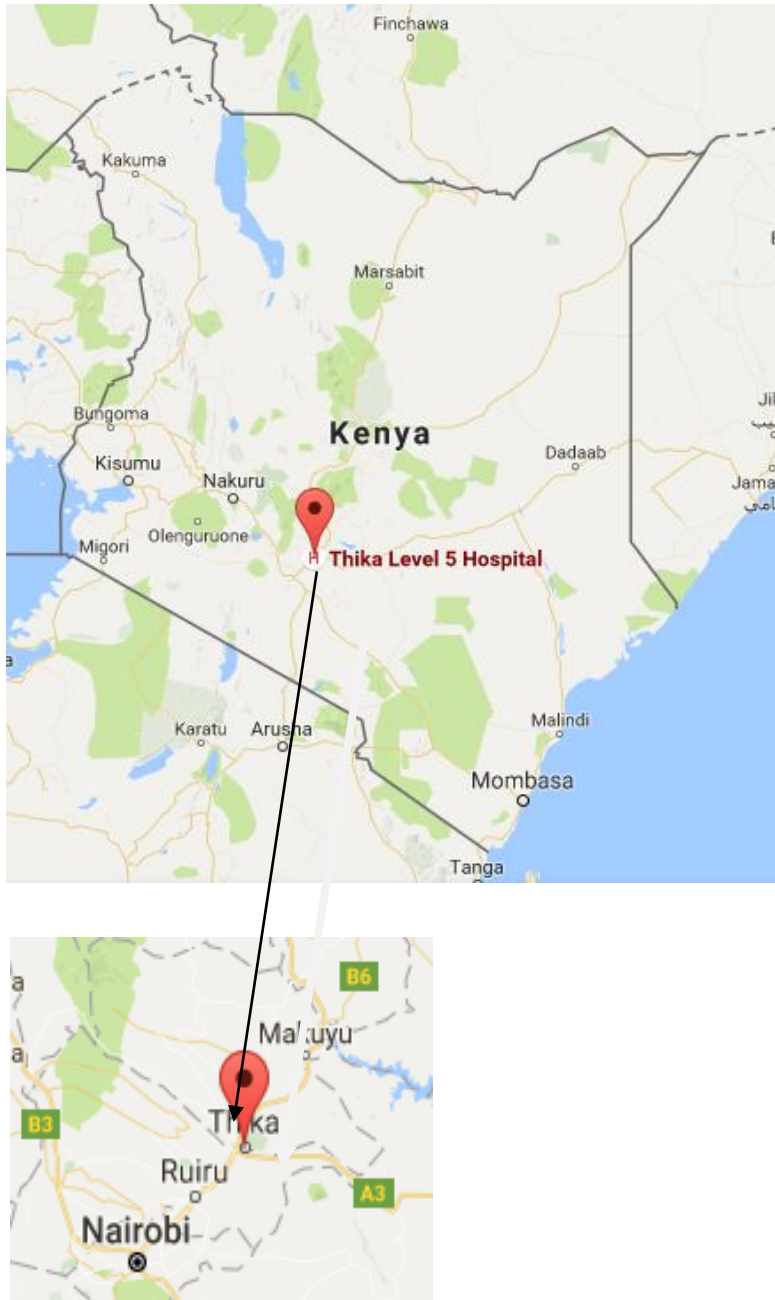 Finchawa
Kakuma
Marsabit
Bungoma
Kenya
Kisumu
Nakuru
Dadaab
Olenguruone
Migori
H Thika Level 5 Hospital
Karatu
Arusha
Malindi
Mombasa
Tanga
B6
Makuyu
B3
Thika
Ruiru
A3
Nairobi